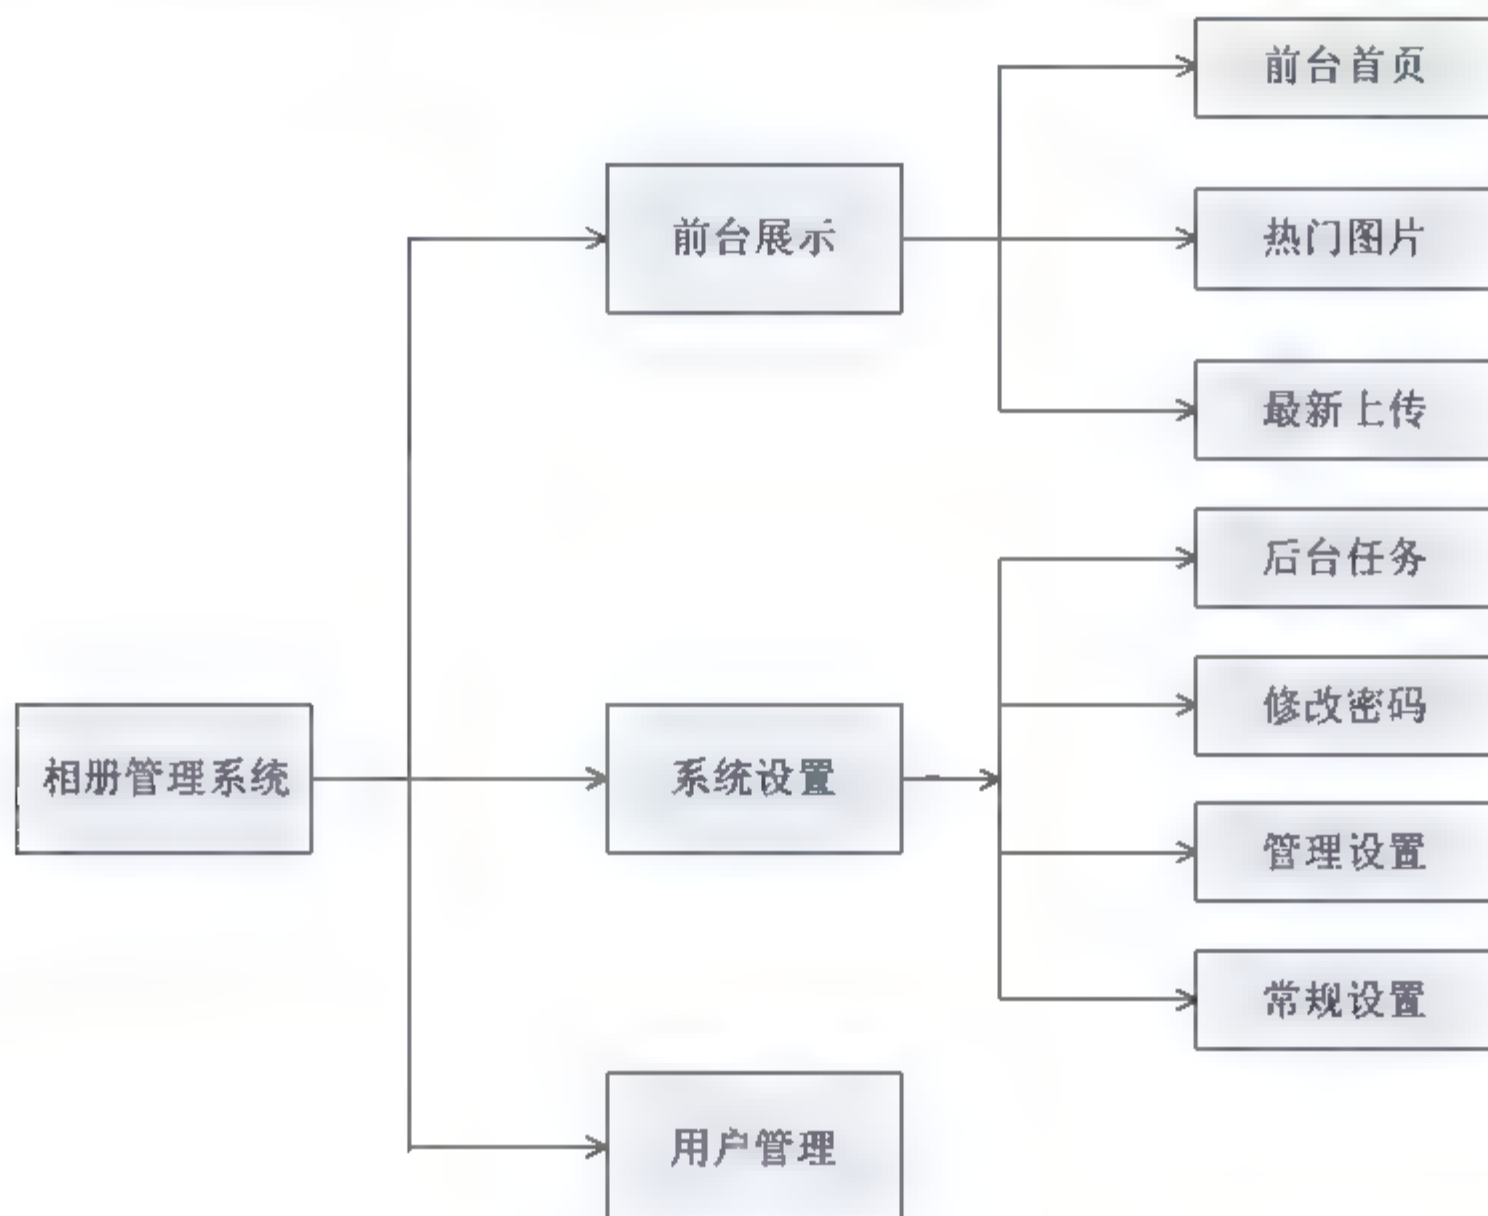 前台首页
前台展示
热门图片
最新上传
后台任务
修改密码
相册管理系统
系统设置
管理设置
常规设置
用户管理